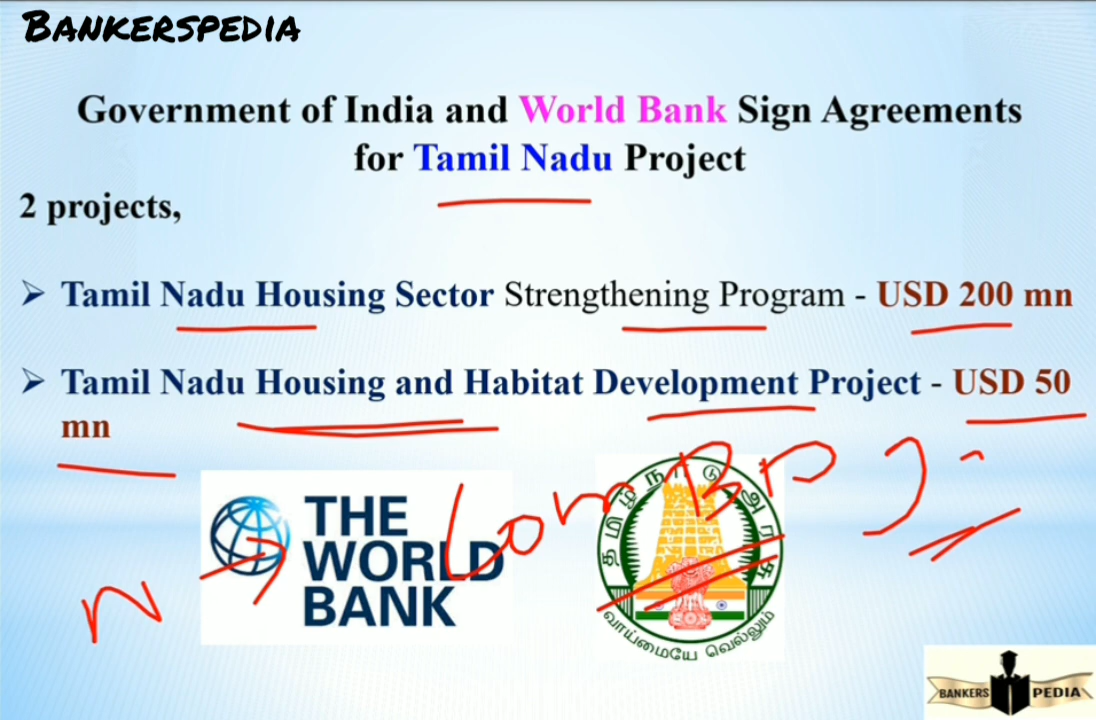 BANKERSPEDIA
Government of India and World Bank Sign Agreements
for Tamil Nadu Project
2 projects,
➢ Tamil Nadu Housing Sector Strengthening Program - USD 200 mn
➢ Tamil Nadu Housing and Habitat Development Project - USD 50
mn
THE
WORLD
BANK
தமிழ்நாடு அரசு
வாய்மையே வெல்லும்
BANKERS PEDIA